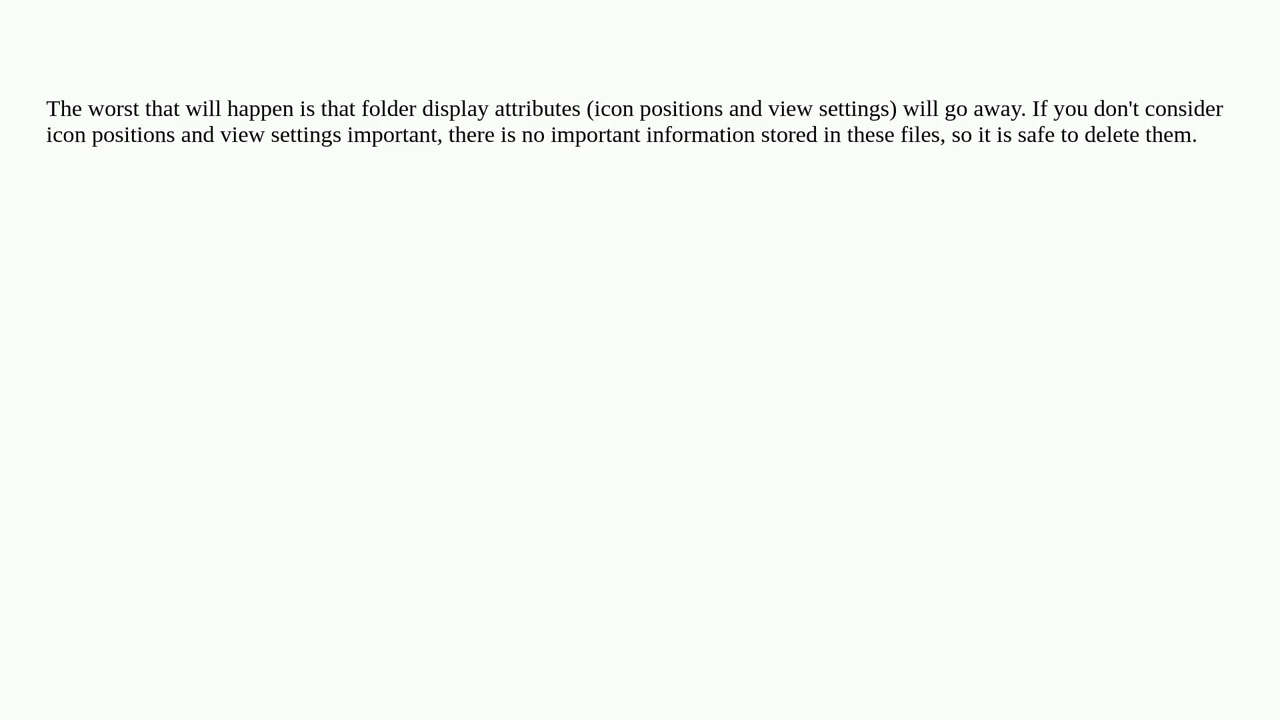 The worst that will happen is that folder display attributes (icon positions and view settings) will go away. If you don't consider
icon positions and view settings important, there is no important information stored in these files, so it is safe to delete them.